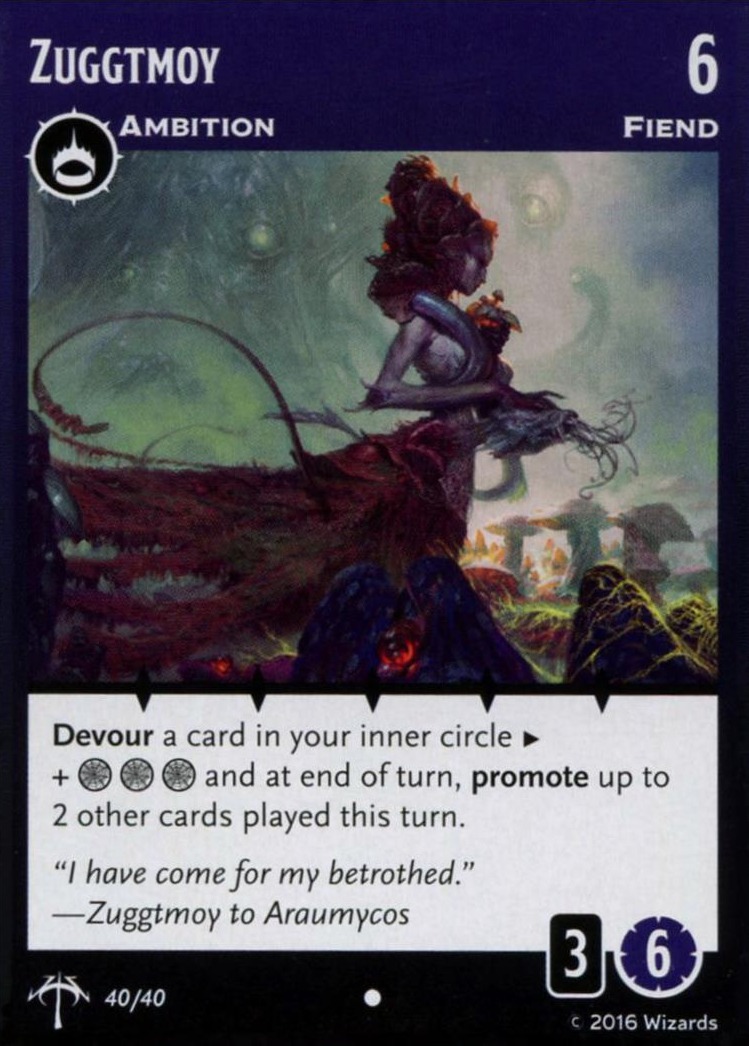 ZUGGTMOY 6
AMBITION FIEND
Devour a card in your inner circle ▸
+ and at end of turn, promote up to
2 other cards played this turn.
“I have come for my betrothed.”
—Zuggtmoy to Araumycos
3 6
40/40
© 2016 Wizards